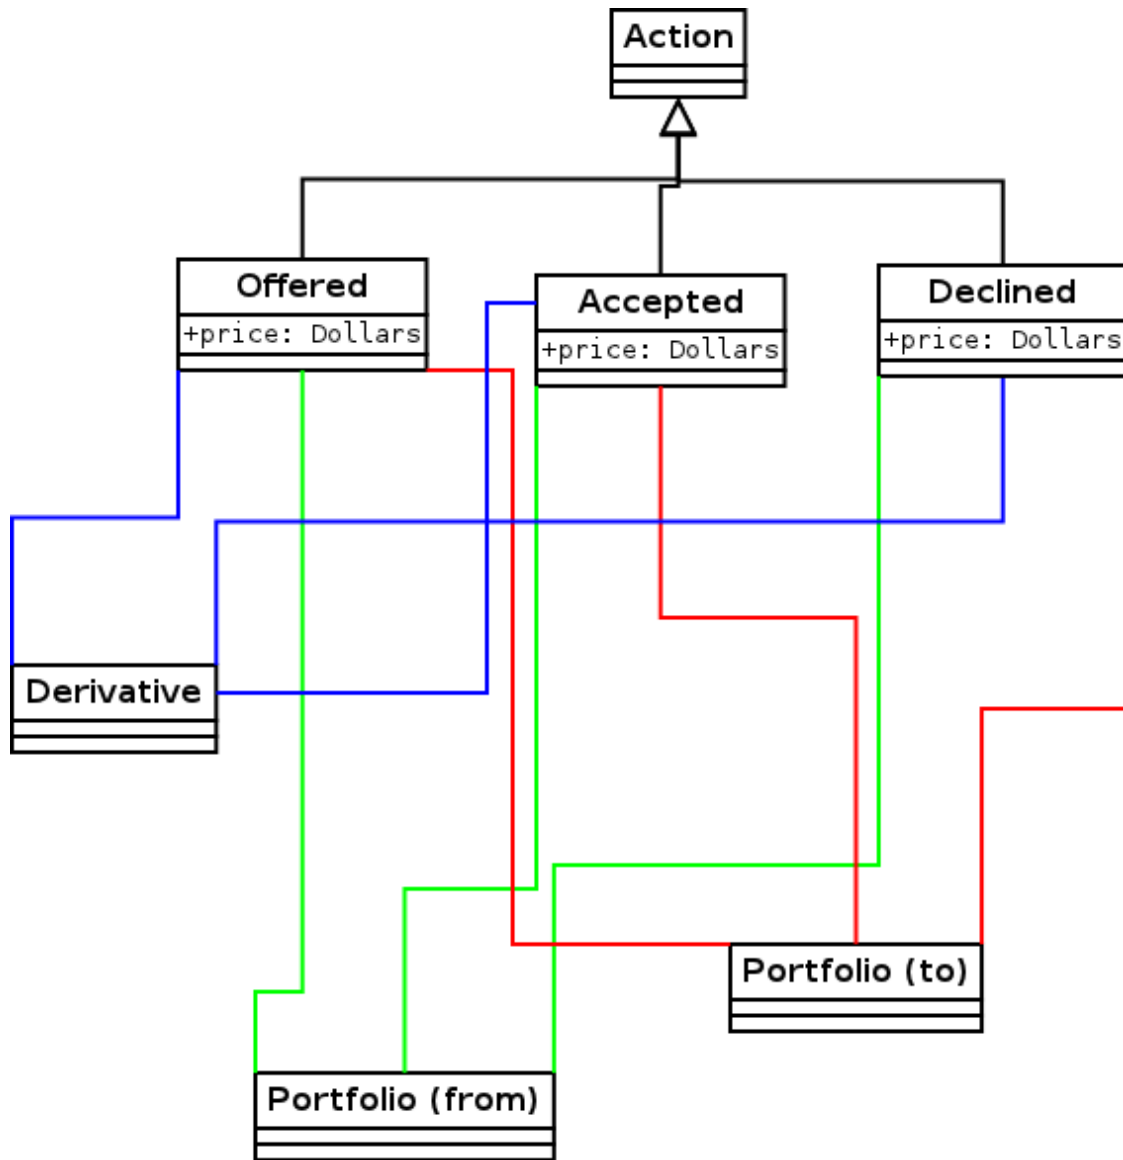 Action
Offered
+price: Dollars
Accepted
+price: Dollars
Declined
+price: Dollars
Derivative
Portfolio (to)
Portfolio (from)